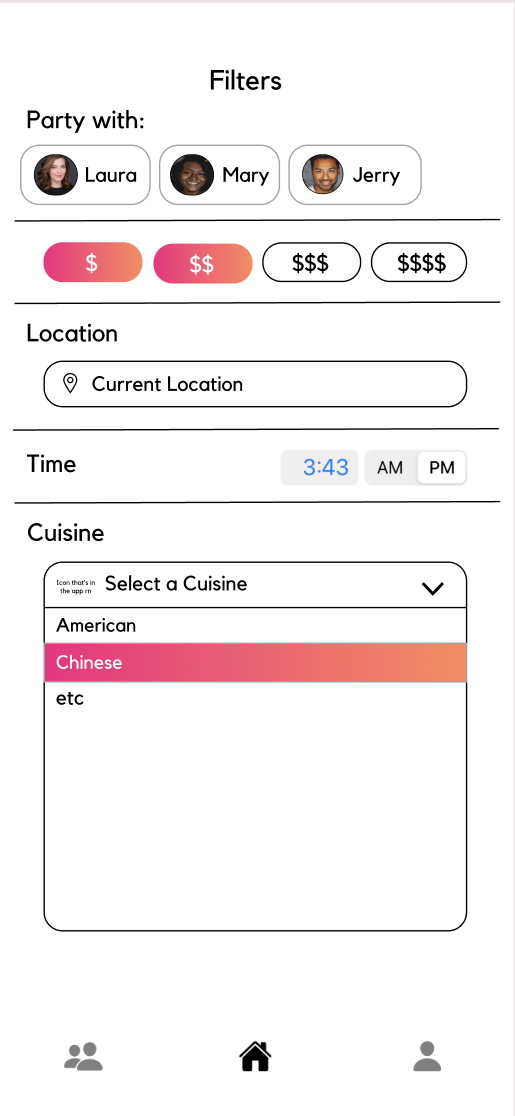 Filters
Party with:
Laura Mary Jerry
$ $$ $$$ $$$$
Location
Current Location
Time 3:43 AM PM
Cuisine
Icon that's in
the app rn
Select a Cuisine
American
Chinese
etc